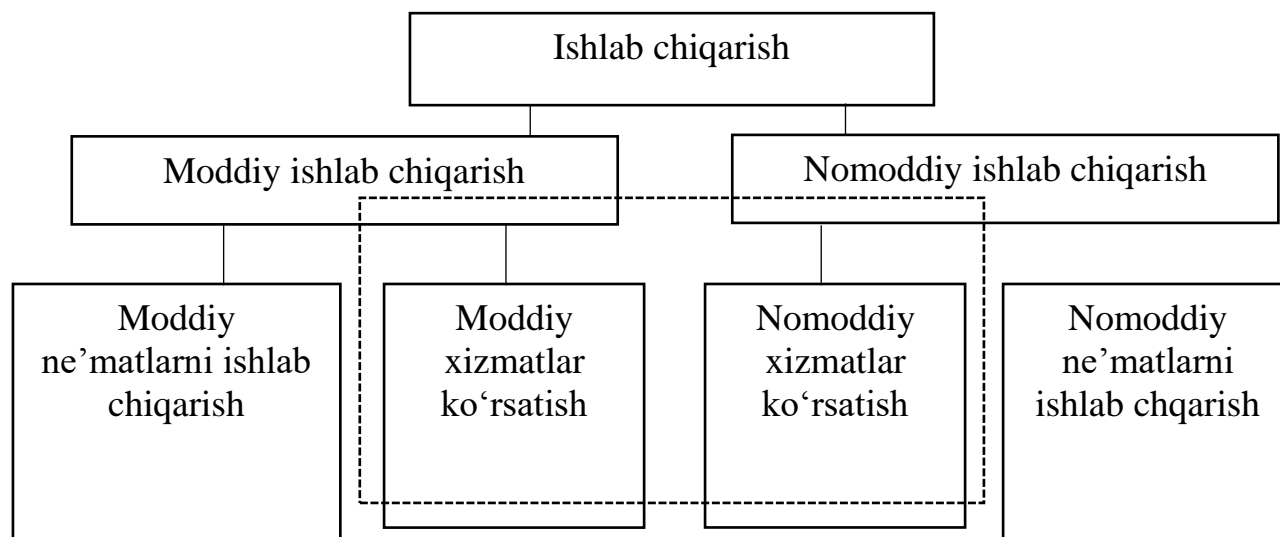 Ishlab chiqarish
Moddiy ishlab chiqarish
Nomoddiy ishlab chiqarish
Moddiy
ne’matlarni ishlab
chiqarish
Moddiy
xizmatlar
ko‘rsatish
Nomoddiy
xizmatlar
ko‘rsatish
Nomoddiy
ne’matlarni
ishlab chqarish